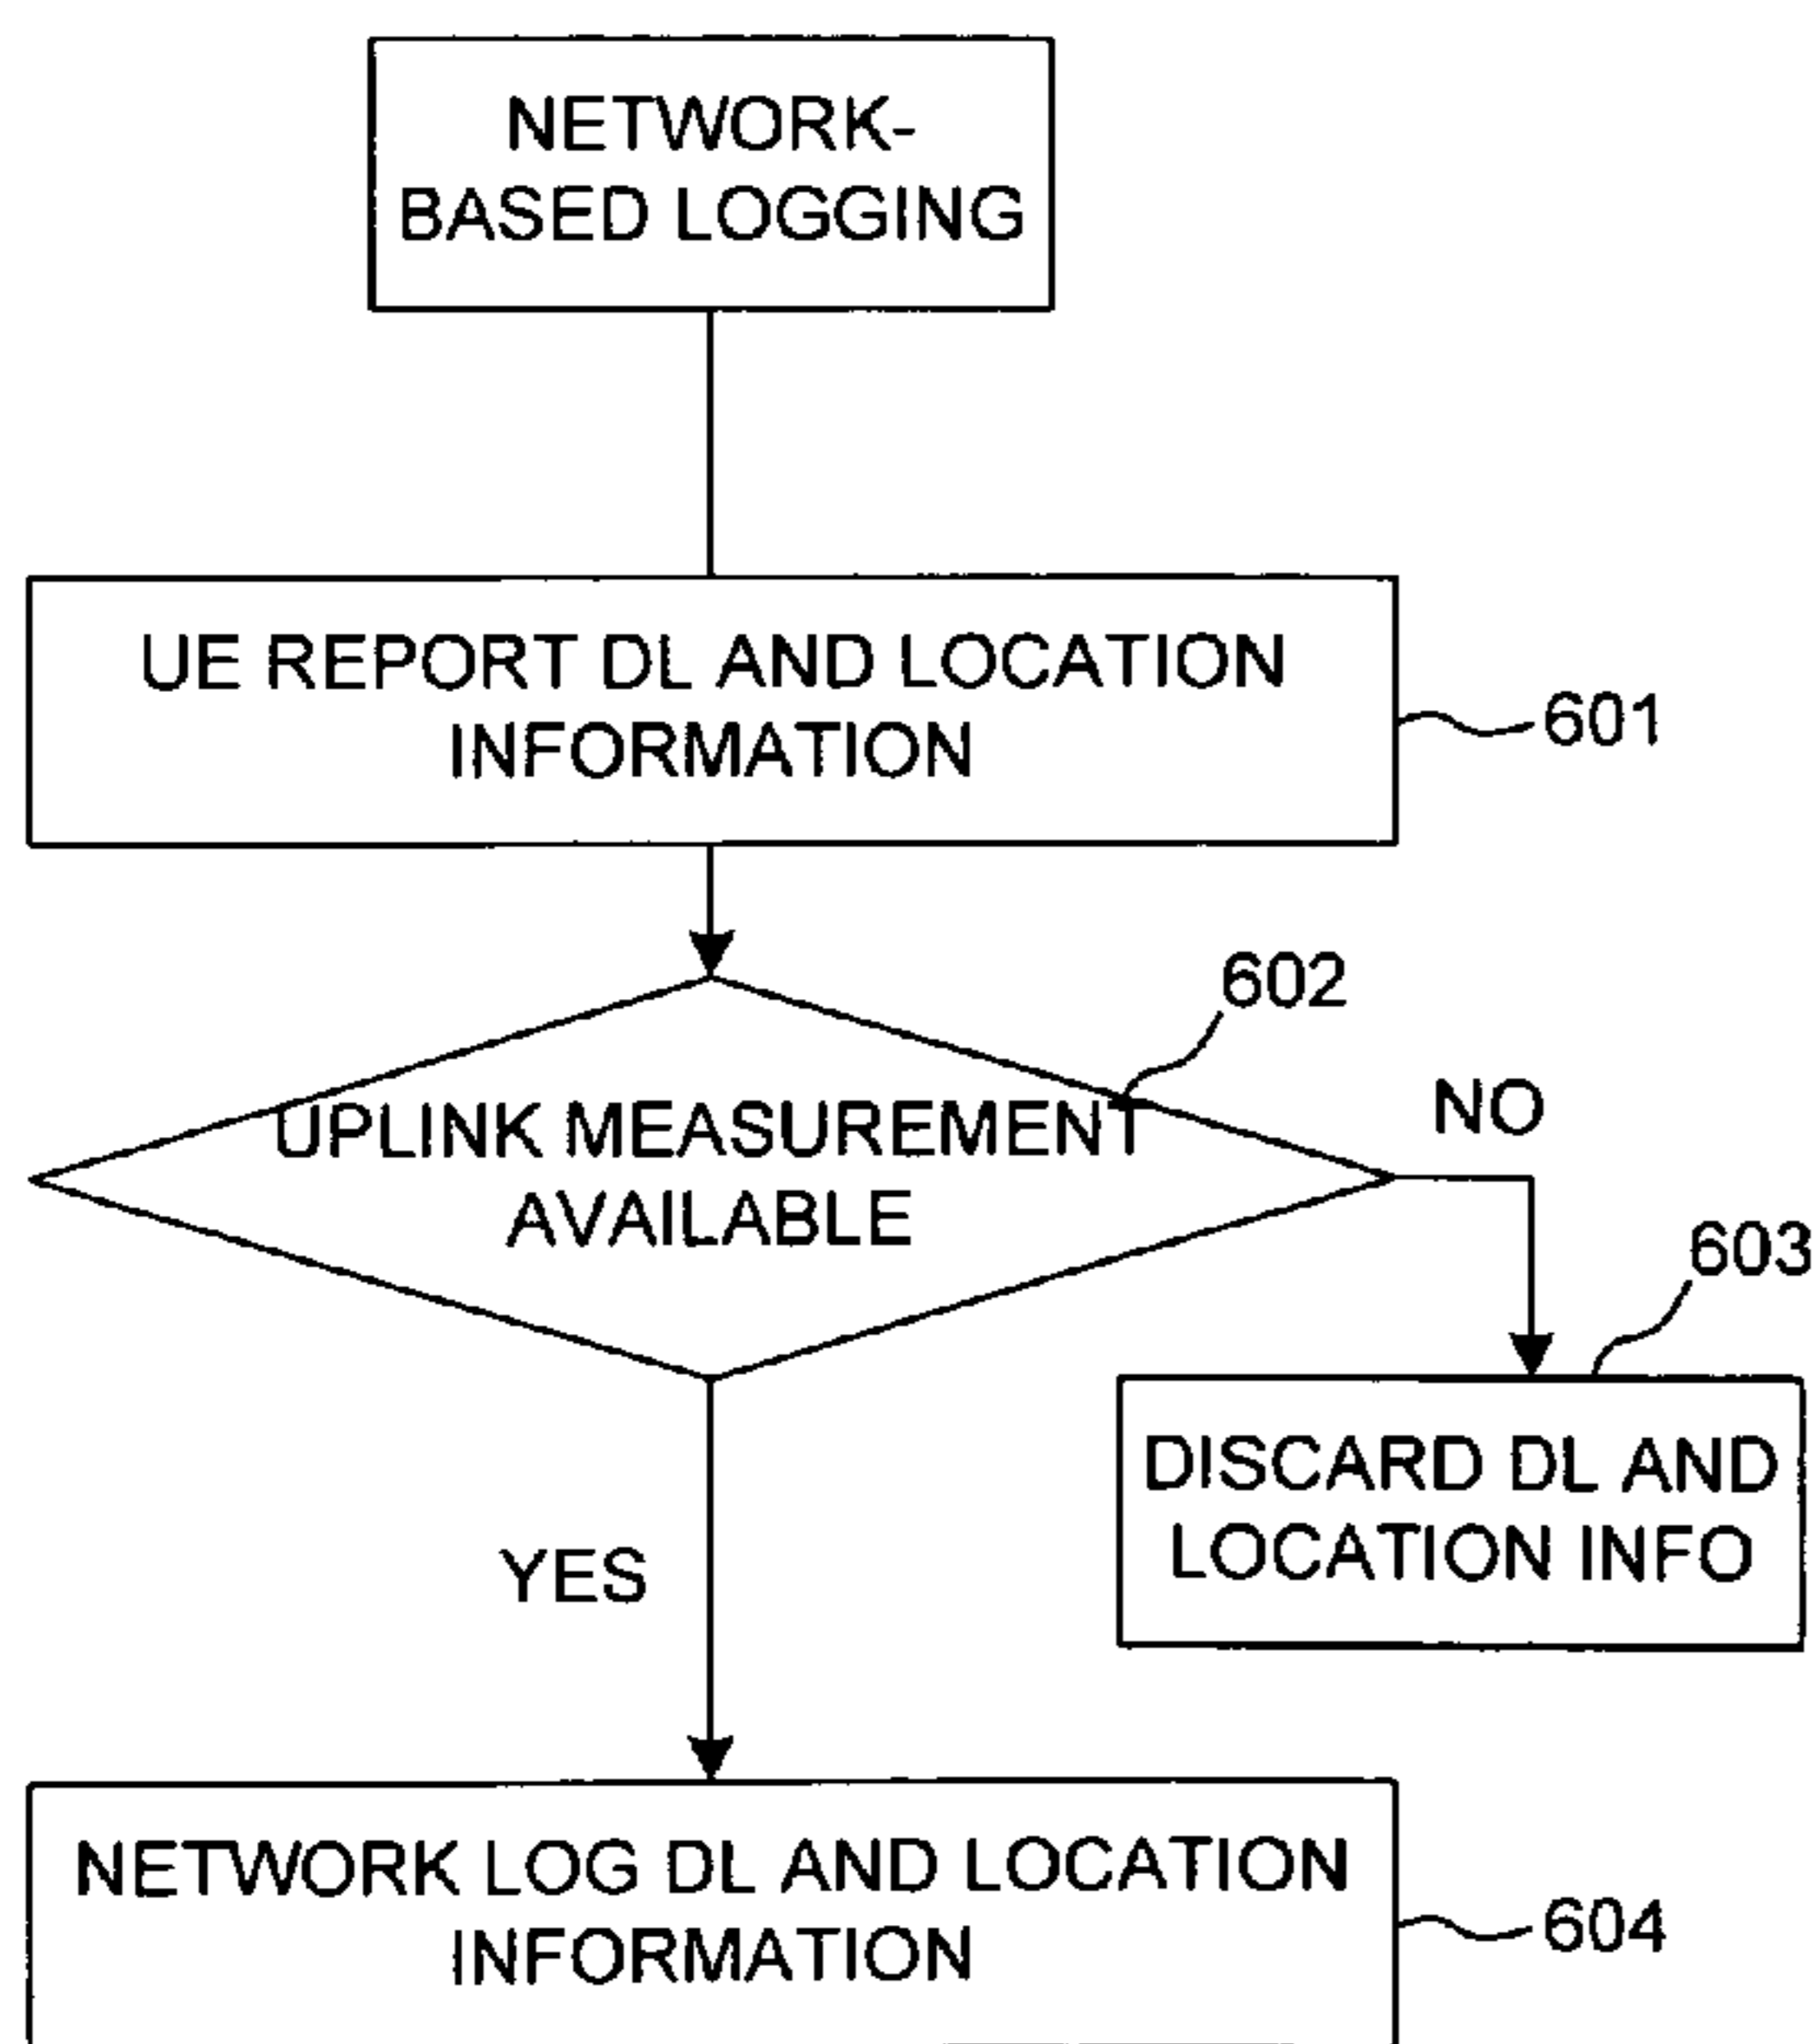 NETWORK-
BASED LOGGING
UE REPORT DL AND LOCATION
INFORMATION
601
602
UPLINK MEASUREMENT
AVAILABLE
NO
603
DISCARD DL AND
LOCATION INFO
YES
NETWORK LOG DL AND LOCATION
INFORMATION
604